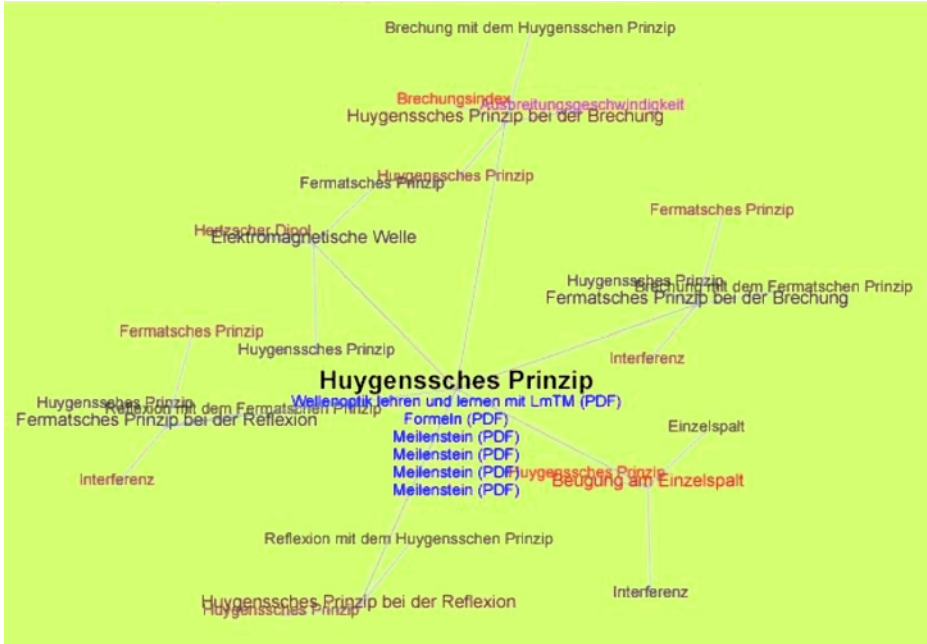 Brechung mit dem Huygensschen Prinzip
Brechungsindex
Ausbreitungsgeschwindigkeit
Huygenssches Prinzip bei der Brechung
Huygenssches Prinzip
Fermatsches Prinzip
Fermatsches Prinzip
Hertzscher Dipol
Elektromagnetische Welle
Huygenssches Prinzip
Brechung mit dem Fermatschen Prinzip
Fermatsches Prinzip bei der Brechung
Fermatsches Prinzip
Huygenssches Prinzip
Interferenz
Huygenssches Prinzip
Wellenoptik lehren und lernen mit LmTM (PDF)
Huygenssches Prinzip
Reflexion mit dem Fermatschen Prinzip
Fermatsches Prinzip bei der Reflexion
Formeln (PDF)
Einzelspalt
Meilenstein (PDF)
Meilenstein (PDF)
Meilenstein (PDF)
Huygenssches Prinzip
Interferenz
Beugung am Einzelspalt
Meilenstein (PDF)
Reflexion mit dem Huygensschen Prinzip
Interferenz
Huygenssches Prinzip bei der Reflexion
Huygenssches Prinzip